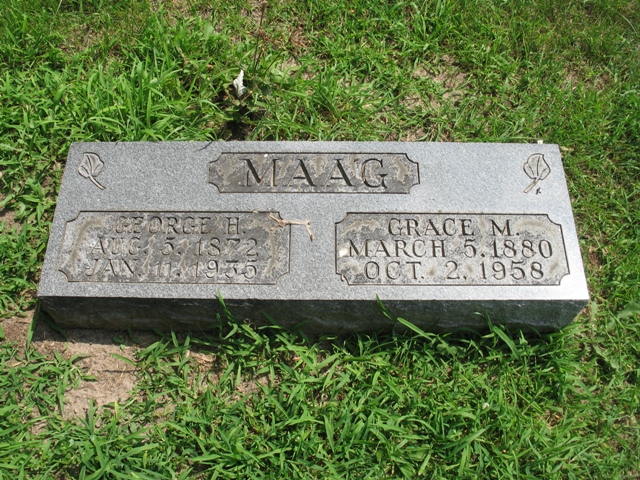 MAAG
GEORGE H.
AUG. 5. 1872
JAN. 11. 1935
GRACE M.
MARCH 5. 1880
OCT. 2, 1958